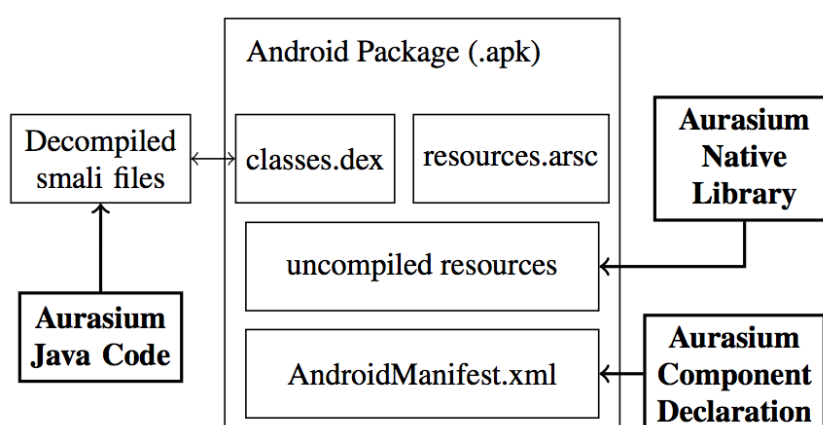 Android Package (.apk)
Decompiled
smali files
classes.dex
resources.arsc
Aurasium
Native
Library
uncompiled resources
Aurasium
Java Code
AndroidManifest.xml
Aurasium
Component
Declaration